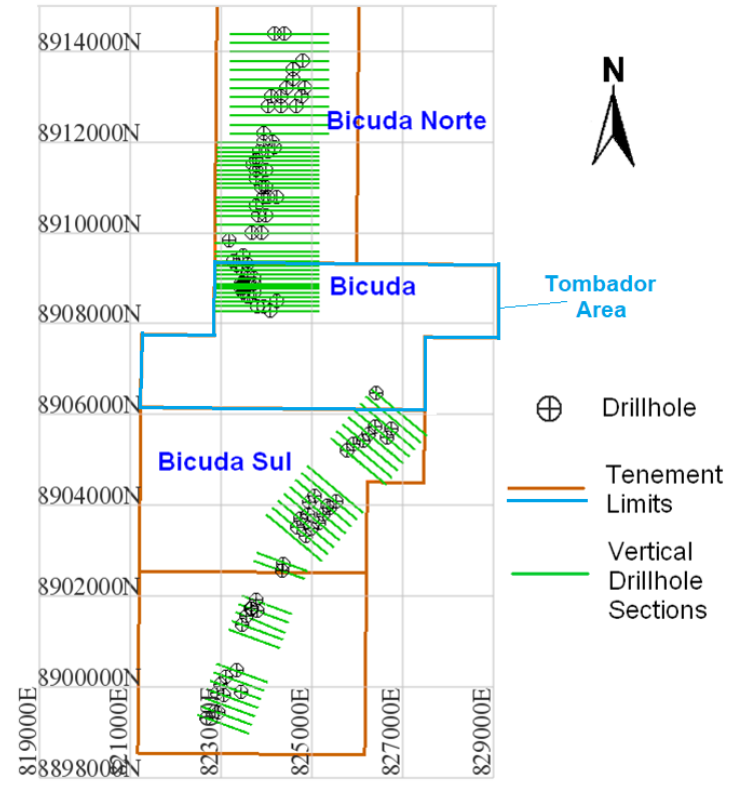 8914000N
N
Bicuda Norte
8912000N
8910000N
Bicuda
Tombador
Area
8908000N
8906000N
Drillhole
Bicuda Sul
Tenement
Limits
8904000N
Vertical
Drillhole
Sections
8902000N
8900000N
8898000N
819000E
821000E
823000E
825000E
827000E
829000E